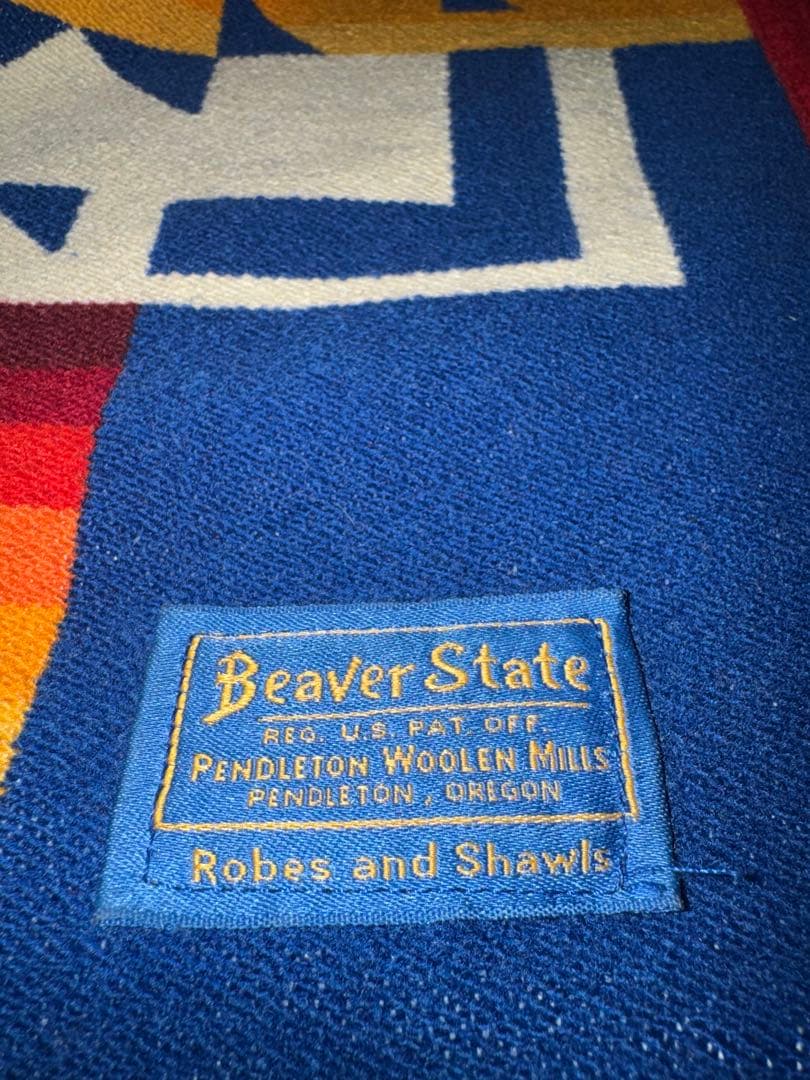 Beaver State
REG. U.S. PAT. OFF.
PENDLETON WOOLEN MILLS
PENDLETON, OREGON
Robes and Shawls